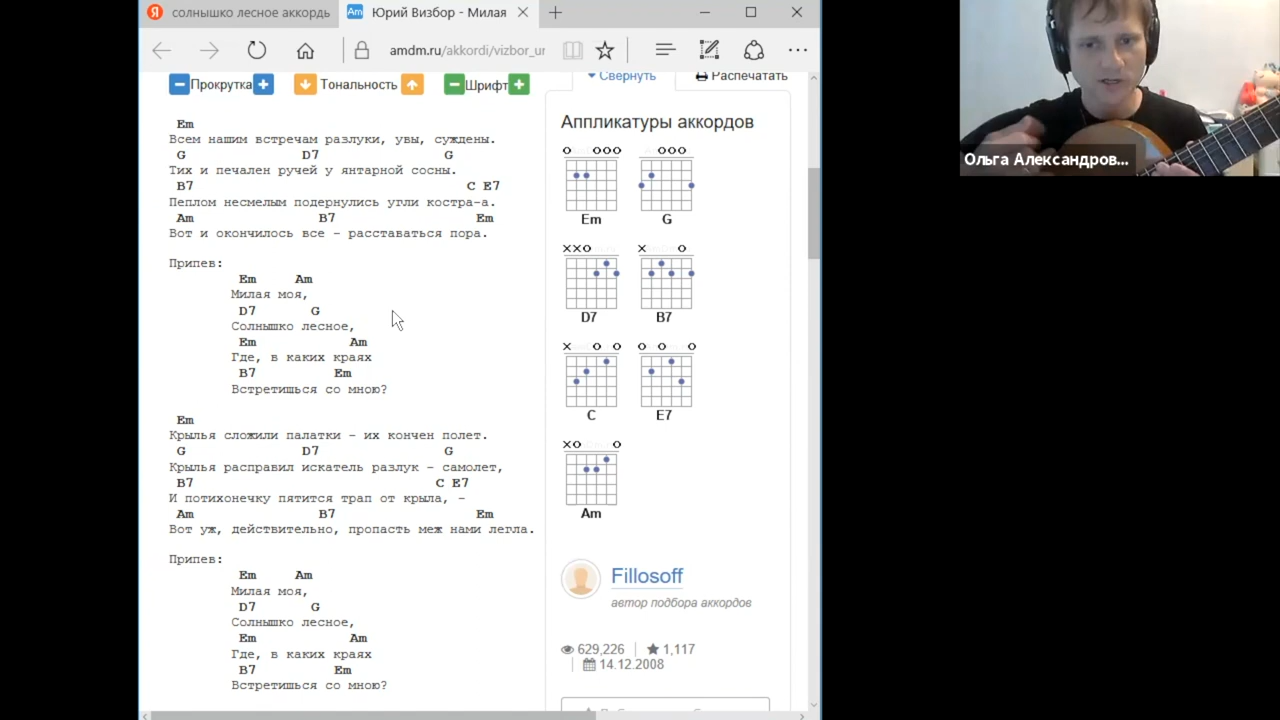 солнышко лесное аккорды
Am Юрий Визбор - Милая
amdm.ru/akkordi/vizbor_ur
Прокрутка
Тональность
Шрифт
Свернуть
Распечатать
Em
Всем нашим встречам разлуки, увы, суждены.
G D7 G
Тих и печален ручей у янтарной сосны.
B7 C E7
Пеплом несмелым подернулись угли костра-а.
Am B7 Em
Вот и окончилось все - расставаться пора.
Припев:
Em Am
Милая моя,
D7 G
Солнышко лесное,
Em Am
Где, в каких краях
B7 Em
Встретишься со мною?
Em
Крылья сложили палатки - их кончен полет.
G D7 G
Крылья расправил искатель разлук - самолет,
B7 C E7
И потихонечку пятится трап от крыла, -
Am B7 Em
Вот уж, действительно, пропасть меж нами легла.
Припев:
Em Am
Милая моя,
D7 G
Солнышко лесное,
Em Am
Где, в каких краях
B7 Em
Встретишься со мною?
Аппликатуры аккордов
Em G
D7 B7
C E7
Am
Fillosoff
автор подбора аккордов
629,226 1,117
14.12.2008
Ольга Александров...